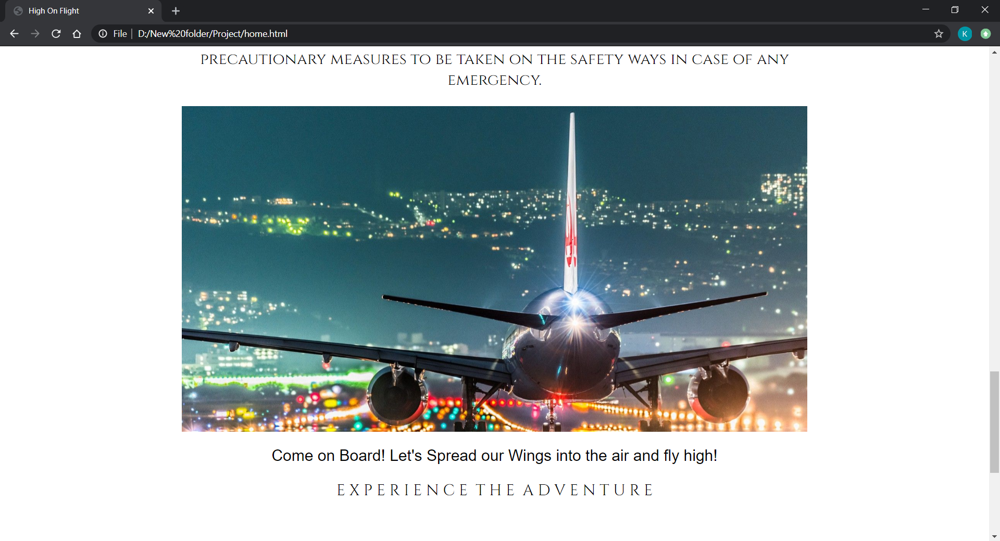 High On Flight
File
D:/New%20folder/Project/home.html
K
PRECAUTIONARY MEASURES TO BE TAKEN ON THE SAFETY WAYS IN CASE OF ANY
EMERGENCY.
Come on Board! Let's Spread our Wings into the air and fly high!
EXPERIENCE THE ADVENTURE